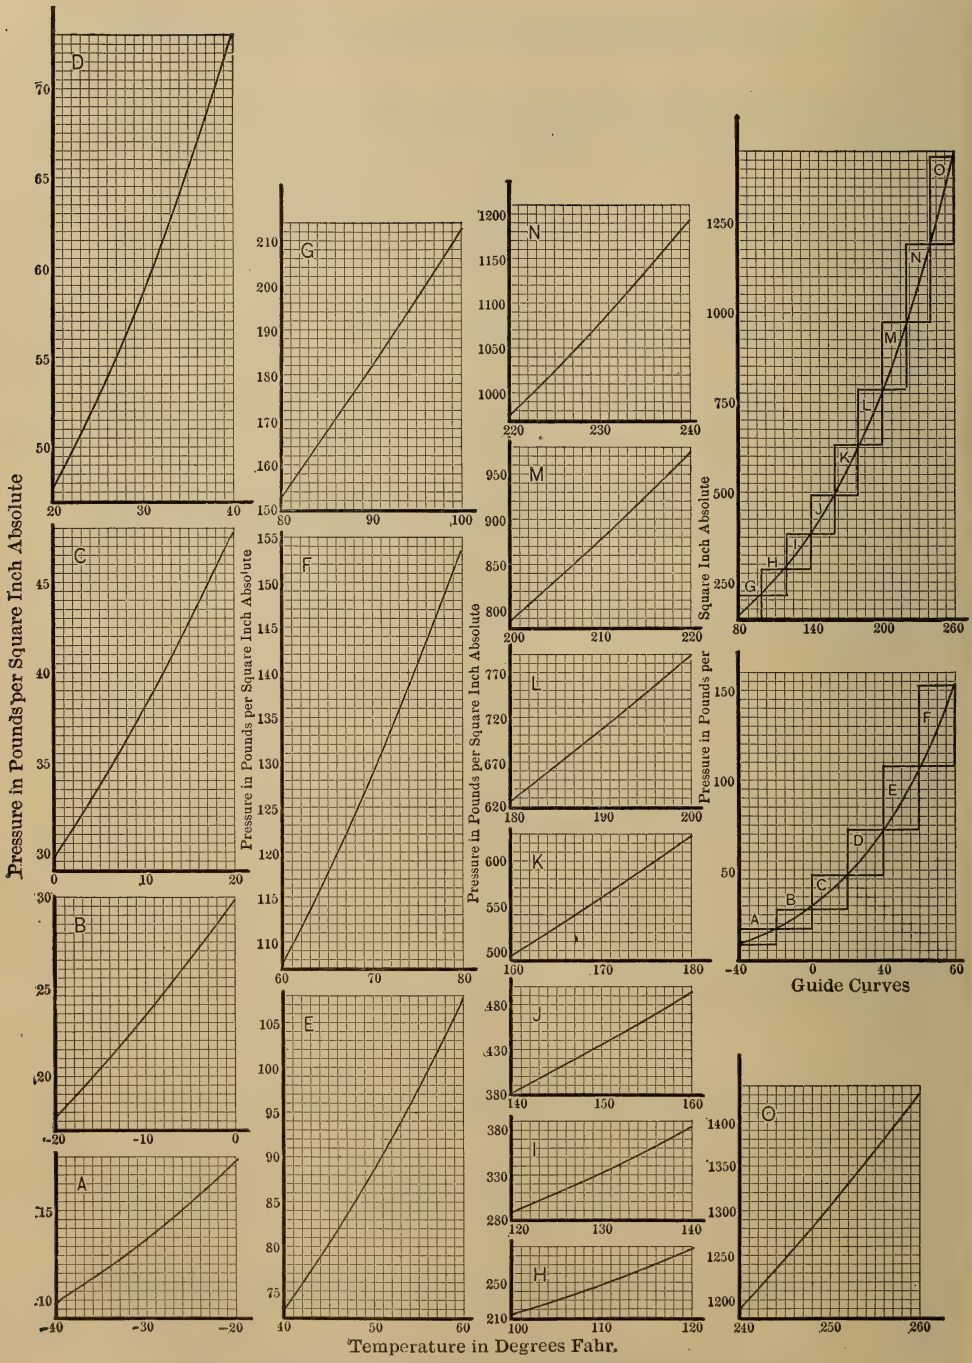 D
70
65
60
55
50
20 40
C
45
40
35
30
0 10 20
B
30
25
20
-20 -10 0
A
15
10
-40 -30 -20
Pressure in Pounds per Square Inch Absolute
G
210
200
190
180
170
160
150
80 90 100
F
155
150
145
140
135
130
125
120
115
110
60 70 80
Pressure in Pounds per Square Inch Absolute
E
105
100
95
90
85
80
75
40 50 60
N
1200
1150
1100
1050
1000
220 230 240
M
950
900
850
800
200 210 220
L
770
720
670
620
180 190 200
K
600
550
500
160 170 180
Pressure in Pounds per Square Inch Absolute
J
480
430
380
140 150 160
I
380
330
280
120 130 140
H
250
210
100 110 120
1250
1000
750
500
250
O
N
M
L
K
J
I
H
G
80 140 200 260
Pressure in Pounds per Square Inch Absolute
150
100
50
F
E
D
C
B
A
-40 0 40 60
Guide Curves
O
1400
1350
1300
1250
1200
240 250 260
Temperature in Degrees Fahr.